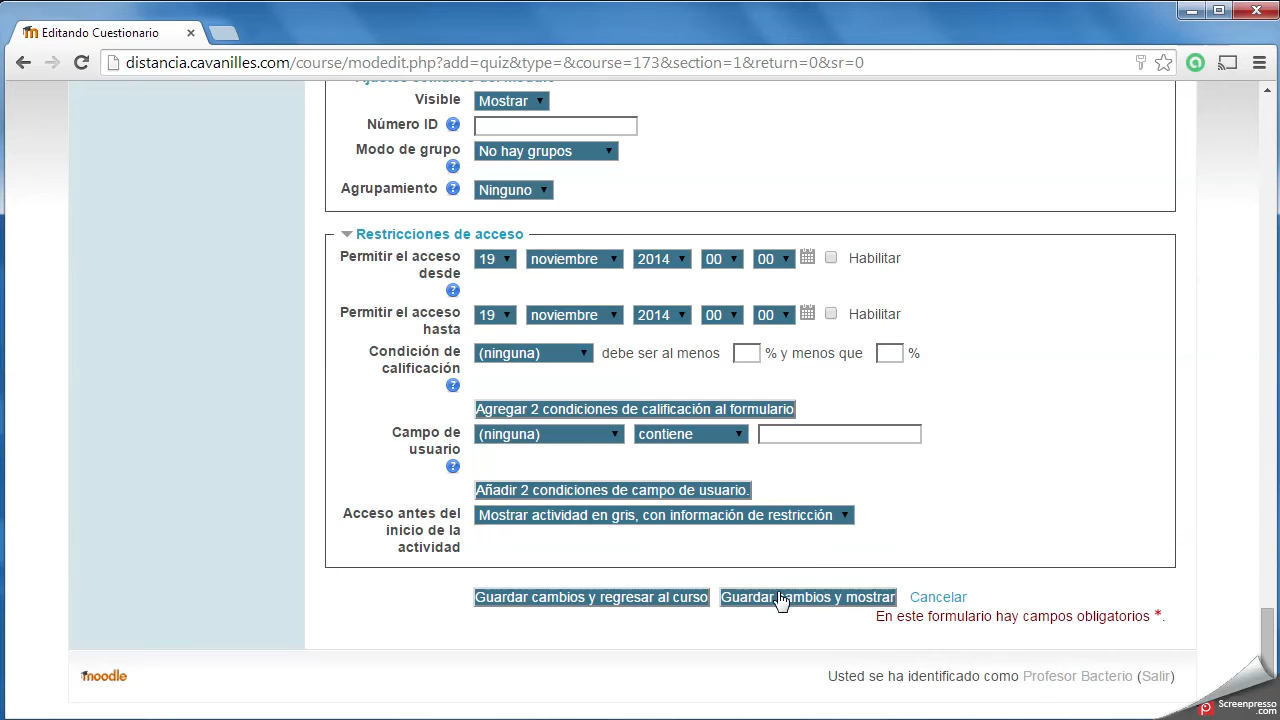 Editando Cuestionario
distancia.cavanilles.com/course/modedit.php?add=quiz&type=&course=173&section=1&return=0&sr=0
Visible Mostrar
Número ID
Modo de grupo No hay grupos
Agrupamiento Ninguno
Restricciones de acceso
Permitir el acceso desde 19 noviembre 2014 00 00 Habilitar
Permitir el acceso hasta 19 noviembre 2014 00 00 Habilitar
Condición de calificación (ninguna) debe ser al menos % y menos que %
Agregar 2 condiciones de calificación al formulario
Campo de usuario (ninguna) contiene
Añadir 2 condiciones de campo de usuario.
Acceso antes del inicio de la actividad Mostrar actividad en gris, con información de restricción
Guardar cambios y regresar al curso Guardar cambios y mostrar Cancelar
En este formulario hay campos obligatorios *.
moodle Usted se ha identificado como Profesor Bacterio (Salir)
Screenpresso
.com